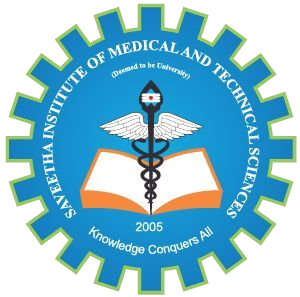 SAVEETHA INSTITUTE OF MEDICAL AND TECHNICAL SCIENCES
(Deemed to be University)
2005
Knowledge Conquers All